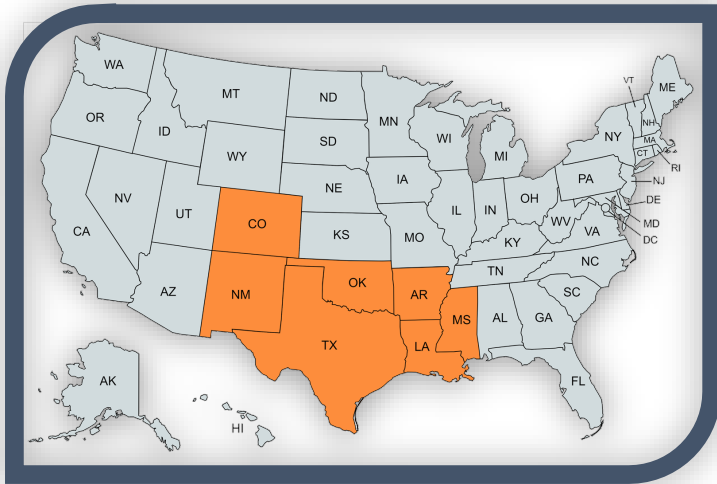 WA
MT
ND
MN
OR
ID
SD
WI
MI
NY
VT
ME
NH
MA
CT
RI
WY
IA
NE
PA
NJ
NV
UT
CO
IL
IN
OH
DE
MD
DC
WV
VA
CA
KS
MO
KY
NC
TN
AZ
NM
OK
AR
SC
MS
AL
GA
TX
LA
FL
AK
HI